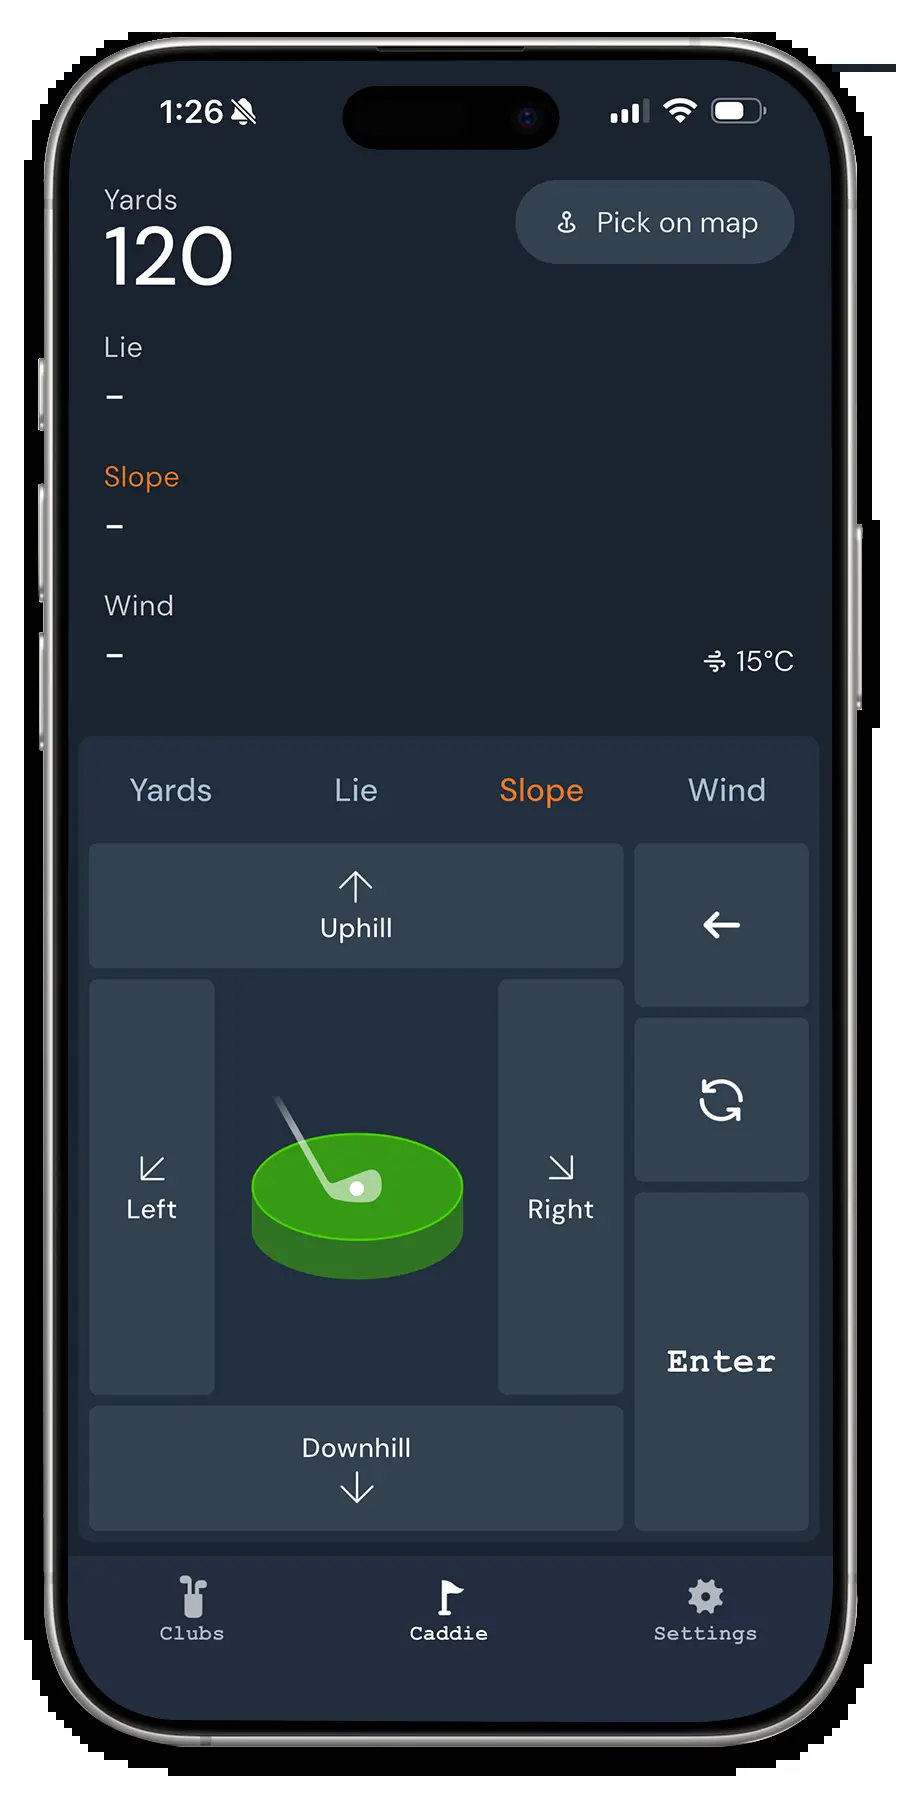 1:26
Yards
120
Pick on map
Lie
–
Slope
–
Wind
–
15°C
Yards Lie Slope Wind
Uphill
Left
Right
Enter
Downhill
Clubs Caddie Settings